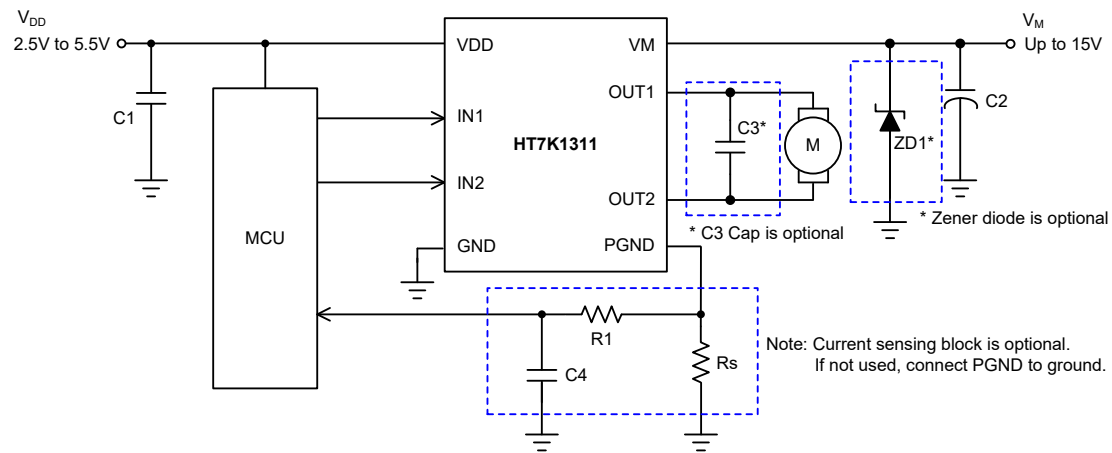 VDD
2.5V to 5.5V
VM
Up to 15V
C1
VDD
VM
OUT1
IN1
HT7K1311
IN2
OUT2
GND
PGND
C3*
M
ZD1*
C2
* Zener diode is optional
* C3 Cap is optional
MCU
R1
C4
Rs
Note: Current sensing block is optional.
If not used, connect PGND to ground.